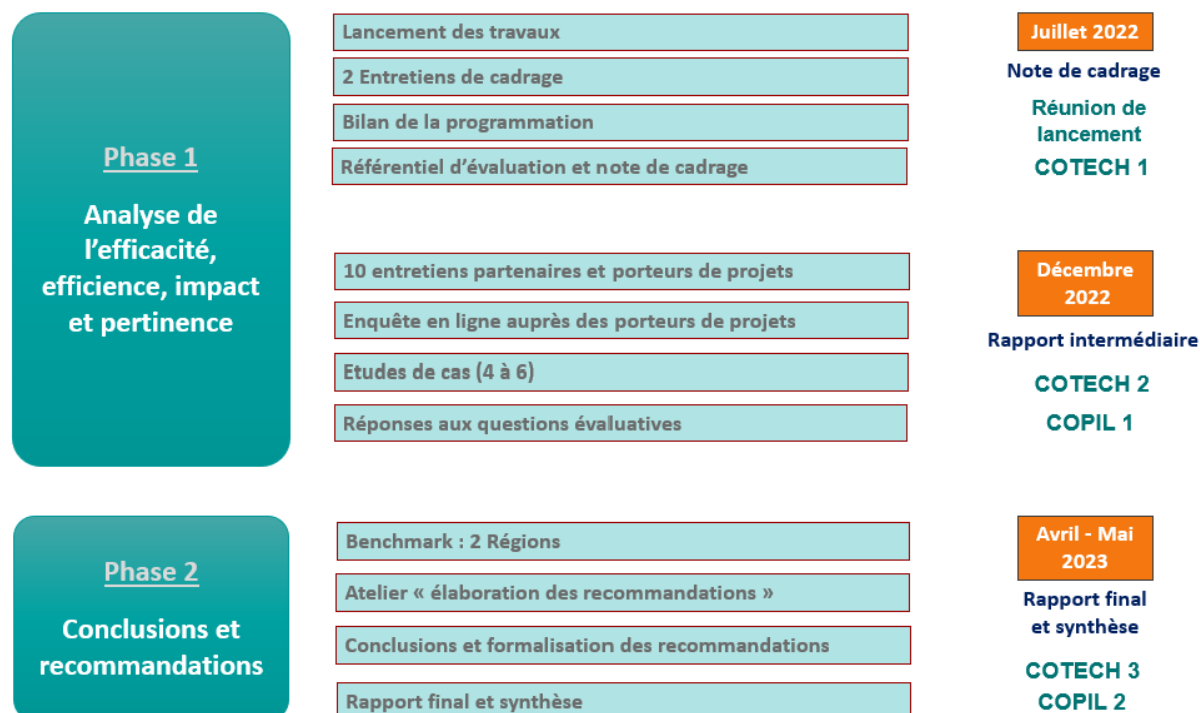 Phase 1
Analyse de
l’efficacité,
efficience, impact
et pertinence
Lancement des travaux
2 Entretiens de cadrage
Bilan de la programmation
Référentiel d’évaluation et note de cadrage
Juillet 2022
Note de cadrage
Réunion de
lancement
COTECH 1
10 entretiens partenaires et porteurs de projets
Enquête en ligne auprès des porteurs de projets
Etudes de cas (4 à 6)
Réponses aux questions évaluatives
Décembre
2022
Rapport intermédiaire
COTECH 2
COPIL 1
Phase 2
Conclusions et
recommandations
Benchmark : 2 Régions
Atelier « élaboration des recommandations »
Conclusions et formalisation des recommandations
Rapport final et synthèse
Avril - Mai
2023
Rapport final
et synthèse
COTECH 3
COPIL 2